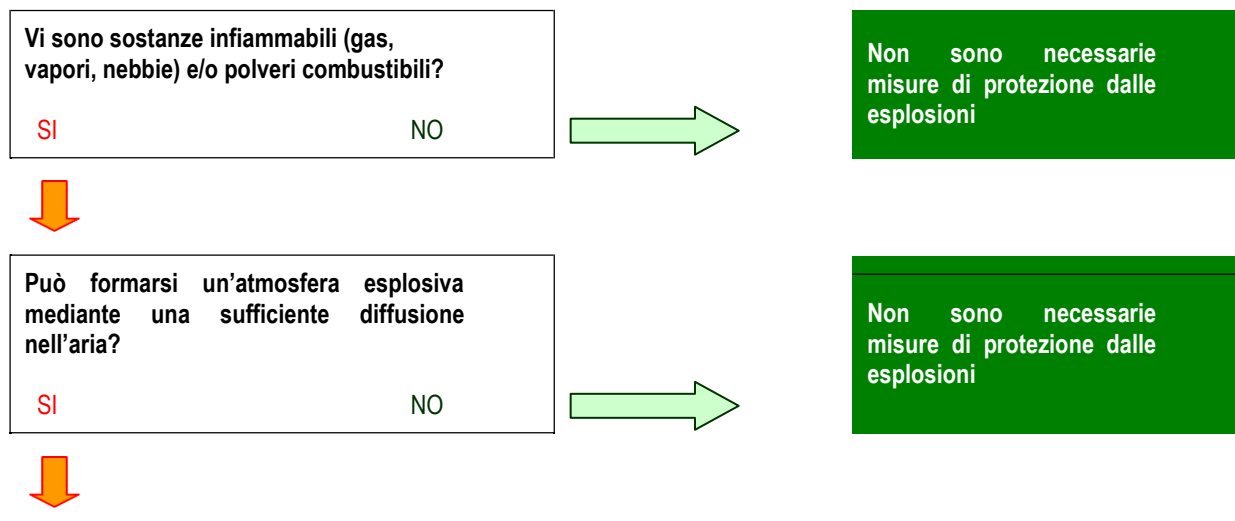 Vi sono sostanze infiammabili (gas,
vapori, nebbie) e/o polveri combustibili?
SI NO
Non sono necessarie
misure di protezione dalle
esplosioni
Può formarsi un'atmosfera esplosiva
mediante una sufficiente diffusione
nell'aria?
SI NO
Non sono necessarie
misure di protezione dalle
esplosioni